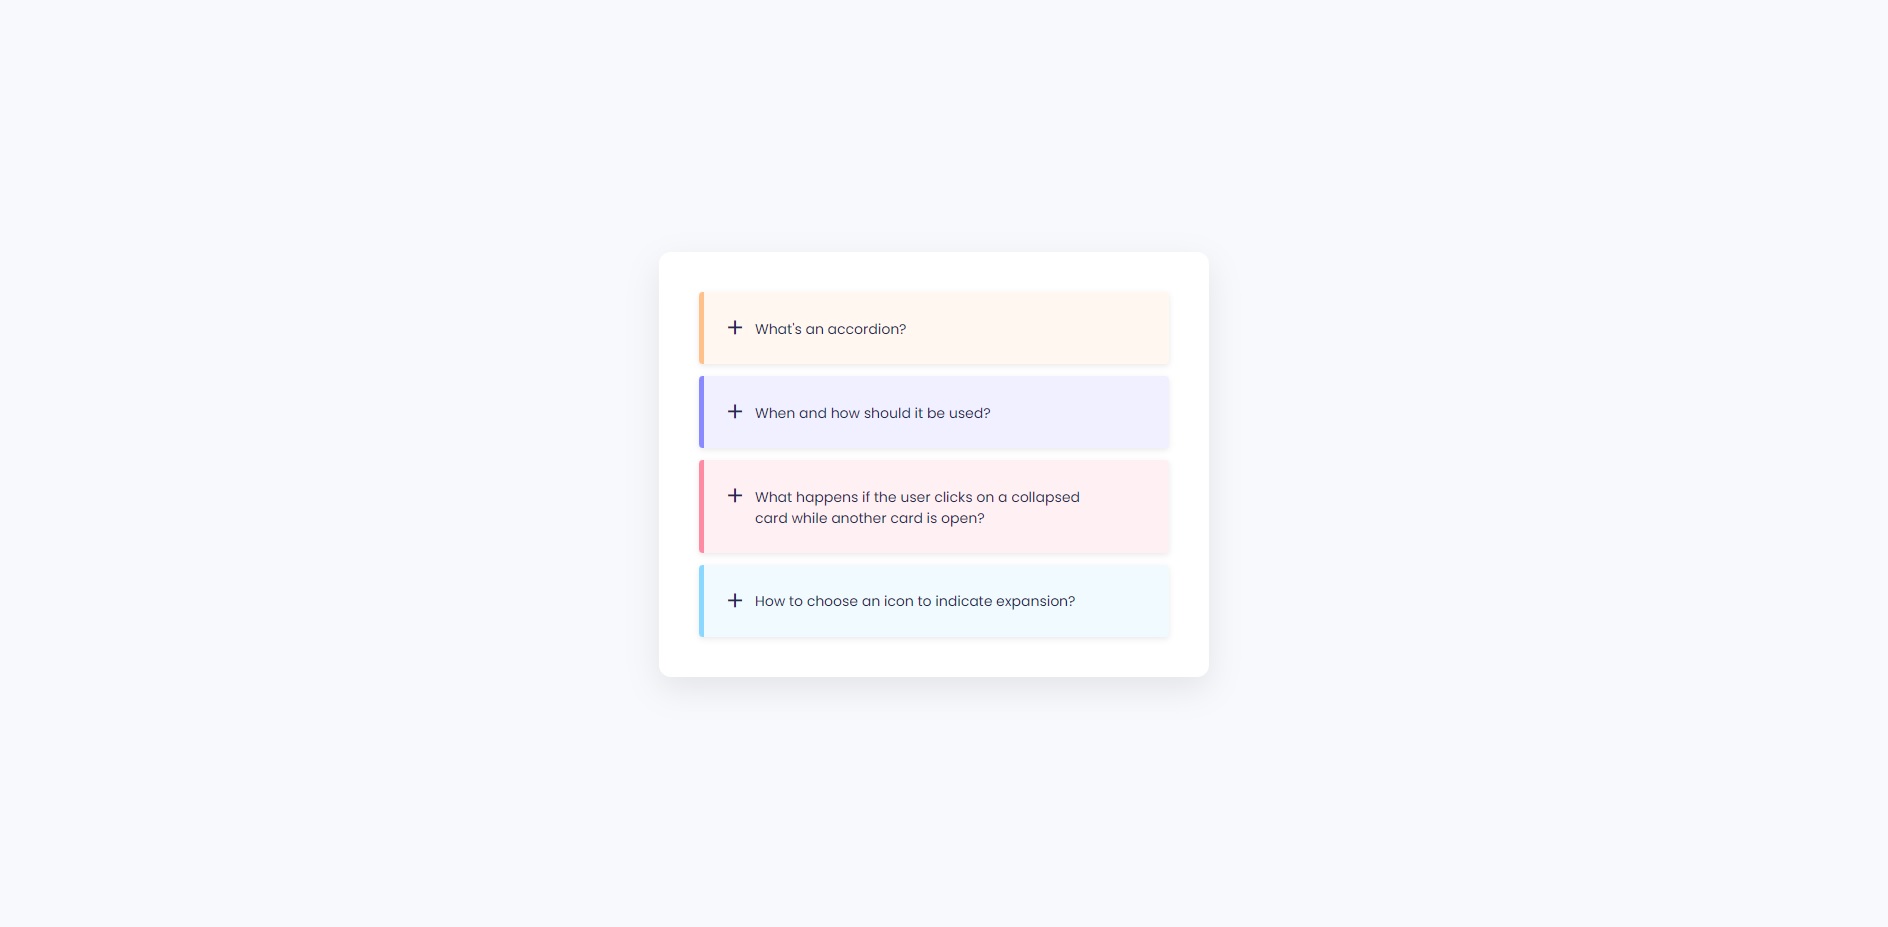 What's an accordion?
When and how should it be used?
What happens if the user clicks on a collapsed
card while another card is open?
How to choose an icon to indicate expansion?